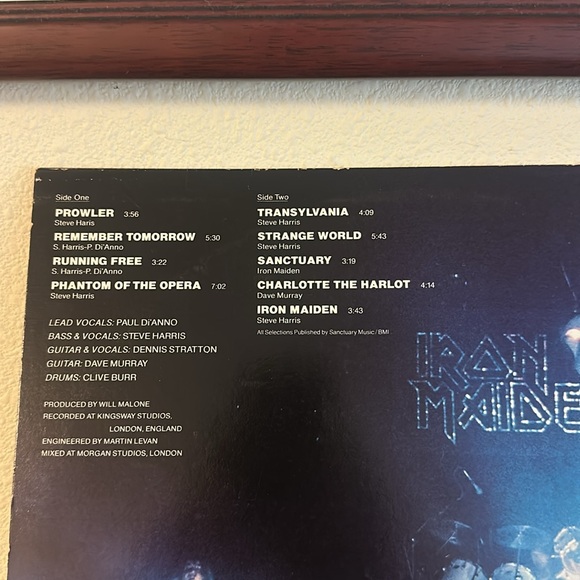 Side One
PROWLER 3:56
Steve Haris
REMEMBER TOMORROW 5:30
S. Harris-P. Di'Anno
RUNNING FREE 3:22
S. Harris-P. Di'Anno
PHANTOM OF THE OPERA 7:02
Steve Harris
LEAD VOCALS: PAUL Di'ANNO
BASS & VOCALS: STEVE HARRIS
GUITAR & VOCALS: DENNIS STRATTON
GUITAR: DAVE MURRAY
DRUMS: CLIVE BURR
PRODUCED BY WILL MALONE
RECORDED AT KINGSWAY STUDIOS,
LONDON, ENGLAND
ENGINEERED BY MARTIN LEVAN
MIXED AT MORGAN STUDIOS, LONDON
Side Two
TRANSYLVANIA 4:09
Steve Harris
STRANGE WORLD 5:43
Steve Harris
SANCTUARY 3:19
Iron Maiden
CHARLOTTE THE HARLOT 4:14
Dave Murray
IRON MAIDEN 3:43
Steve Harris
All Selections Published by Sanctuary Music/BMI
IRON
MAIDE